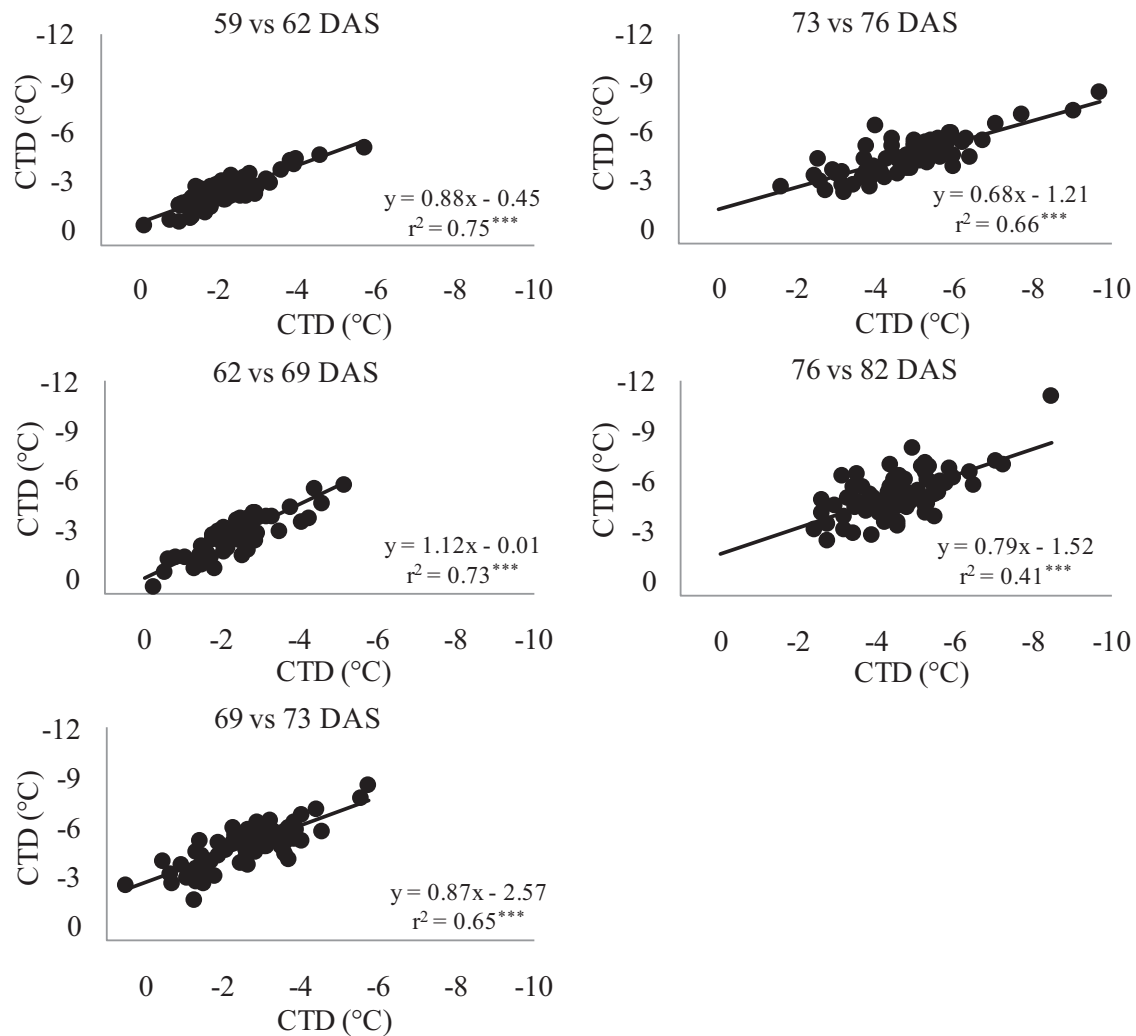 59 vs 62 DAS
-12
-9
-6
-3
0
CTD (°C)
y = 0.88x - 0.45
r² = 0.75***
0 -2 -4 -6 -8 -10
CTD (°C)
73 vs 76 DAS
-12
-9
-6
-3
0
CTD (°C)
y = 0.68x - 1.21
r² = 0.66***
-2 -4 -6 -8 -10
CTD (°C)
62 vs 69 DAS
-12
-9
-6
-3
0
CTD (°C)
y = 1.12x - 0.01
r² = 0.73***
0 -2 -4 -6 -8 -10
CTD (°C)
76 vs 82 DAS
-12
-9
-6
-3
0
CTD (°C)
y = 0.79x - 1.52
r² = 0.41***
0 -2 -4 -6 -8 -10
CTD (°C)
69 vs 73 DAS
-12
-9
-6
-3
0
CTD (°C)
y = 0.87x - 2.57
r² = 0.65***
0 -2 -4 -6 -8 -10
CTD (°C)